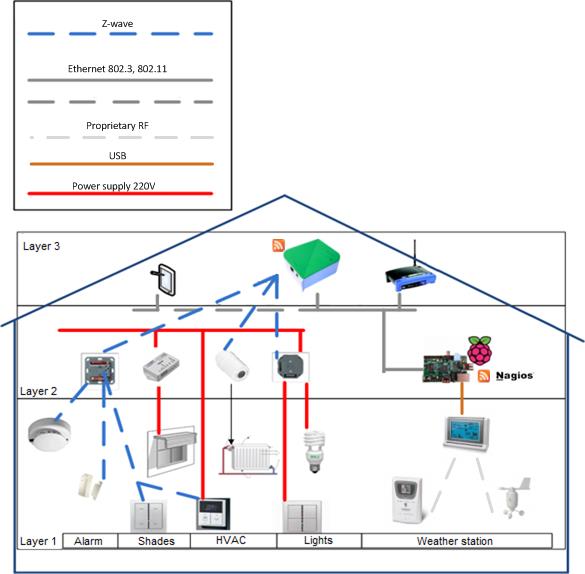 Z-wave
Ethernet 802.3, 802.11
Proprietary RF
USB
Power supply 220V
Layer 3
Layer 2
Nagios
Layer 1
Alarm
Shades
HVAC
Lights
Weather station